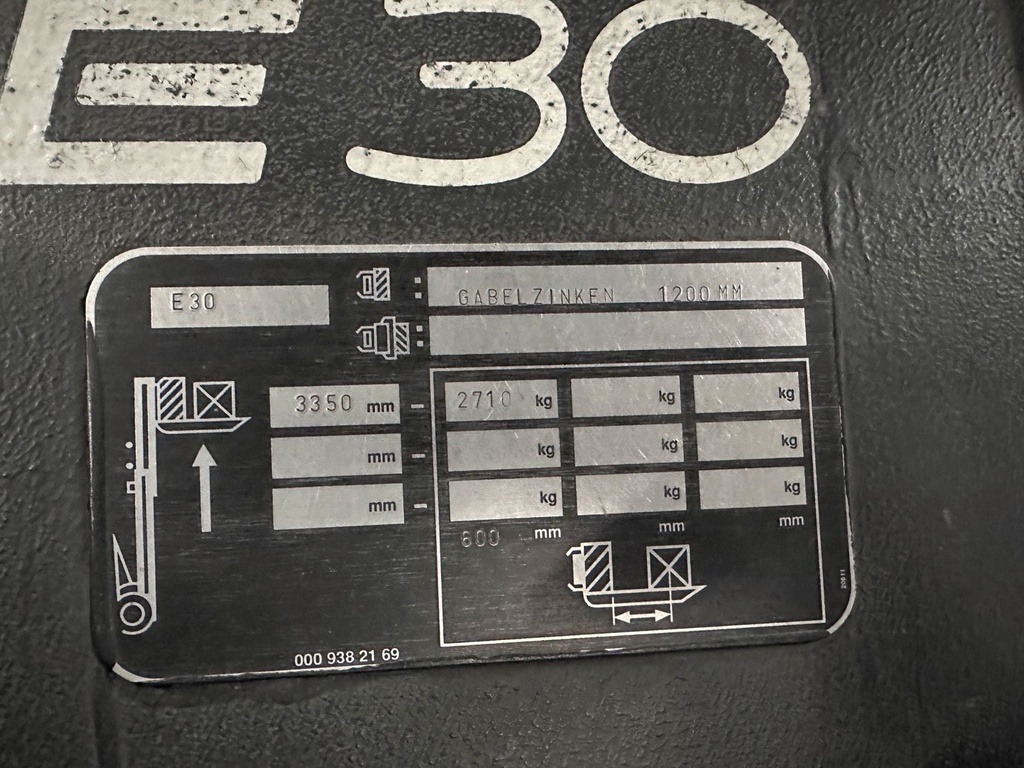 E 30
E30
: GABELZINKEN 1200 MM
:
3350 mm – 2710 kg kg kg
mm – kg kg kg
mm – kg kg kg
600 mm mm mm
000 938 21 69